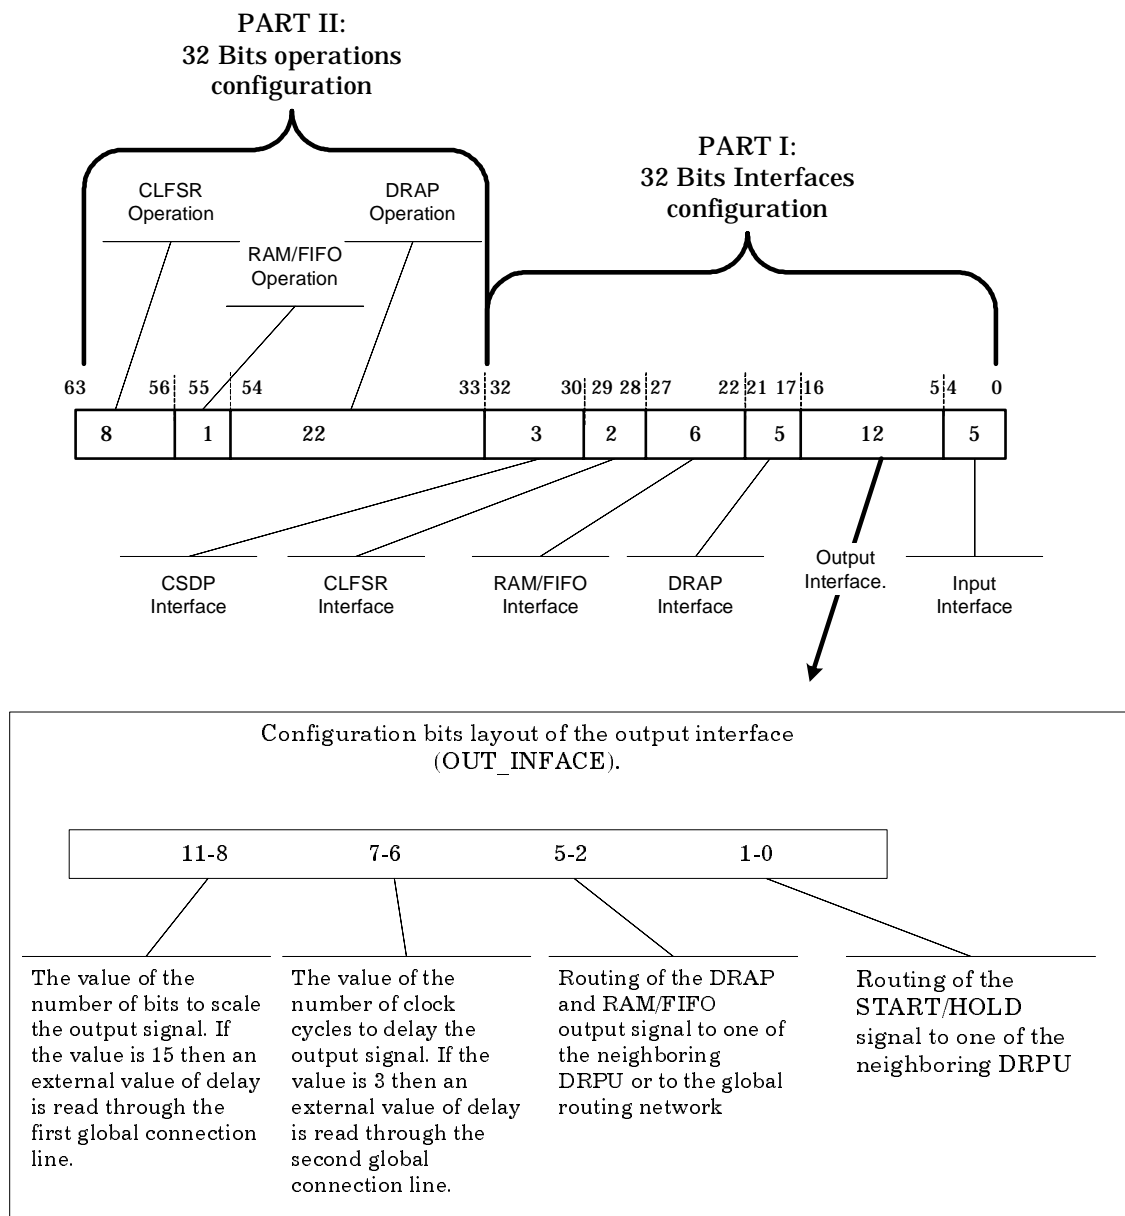 PART II:
32 Bits operations
configuration
PART I:
32 Bits Interfaces
configuration
CLFSR
Operation
DRAP
Operation
RAM/FIFO
Operation
63 56 55 54 33 32 30 29 28 27 22 21 17 16 5 4 0
8 1 22 3 2 6 5 12 5
CSDP
Interface
CLFSR
Interface
RAM/FIFO
Interface
DRAP
Interface
Output
Interface.
Input
Interface
Configuration bits layout of the output interface
(OUT_INFACE).
11-8 7-6 5-2 1-0
The value of the
number of bits to scale
the output signal. If
the value is 15 then an
external value of delay
is read through the
first global connection
line.
The value of the
number of clock
cycles to delay the
output signal. If the
value is 3 then an
external value of delay
is read through the
second global
connection line.
Routing of the DRAP
and RAM/FIFO
output signal to one of
the neighboring
DRPU or to the global
routing network
Routing of the
START/HOLD
signal to one of the
neighboring DRPU